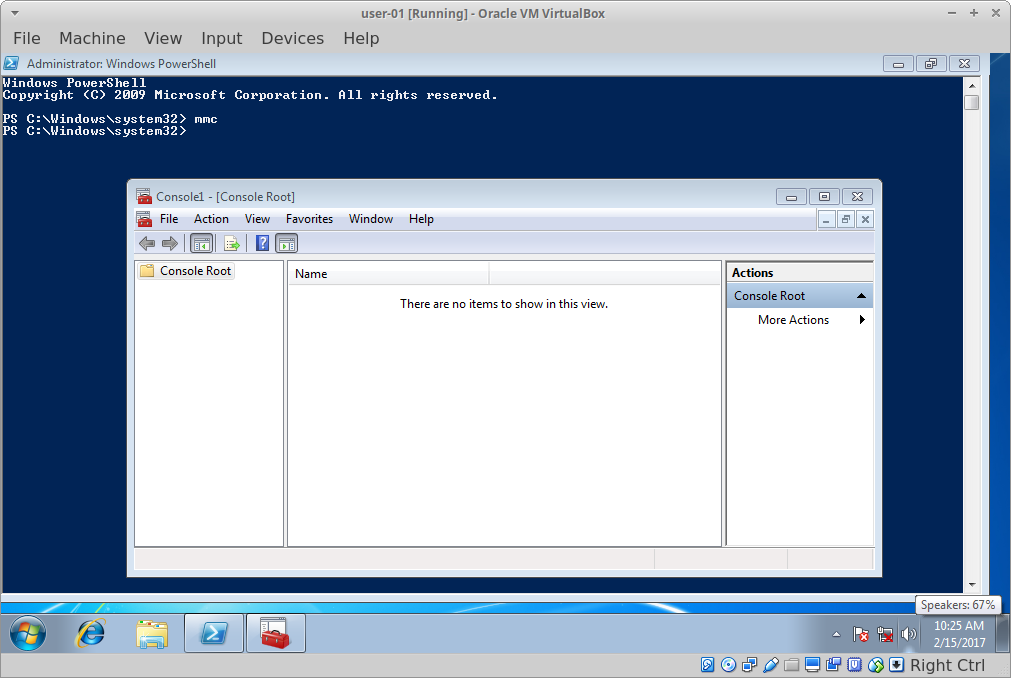 user-01 [Running] - Oracle VM VirtualBox
File Machine View Input Devices Help
Administrator: Windows PowerShell
Windows PowerShell
Copyright (C) 2009 Microsoft Corporation. All rights reserved.
PS C:\Windows\system32> mmc
PS C:\Windows\system32>
Console1 - [Console Root]
File Action View Favorites Window Help
Console Root
Name
There are no items to show in this view.
Actions
Console Root
More Actions
Speakers: 67%
10:25 AM
2/15/2017
Right Ctrl